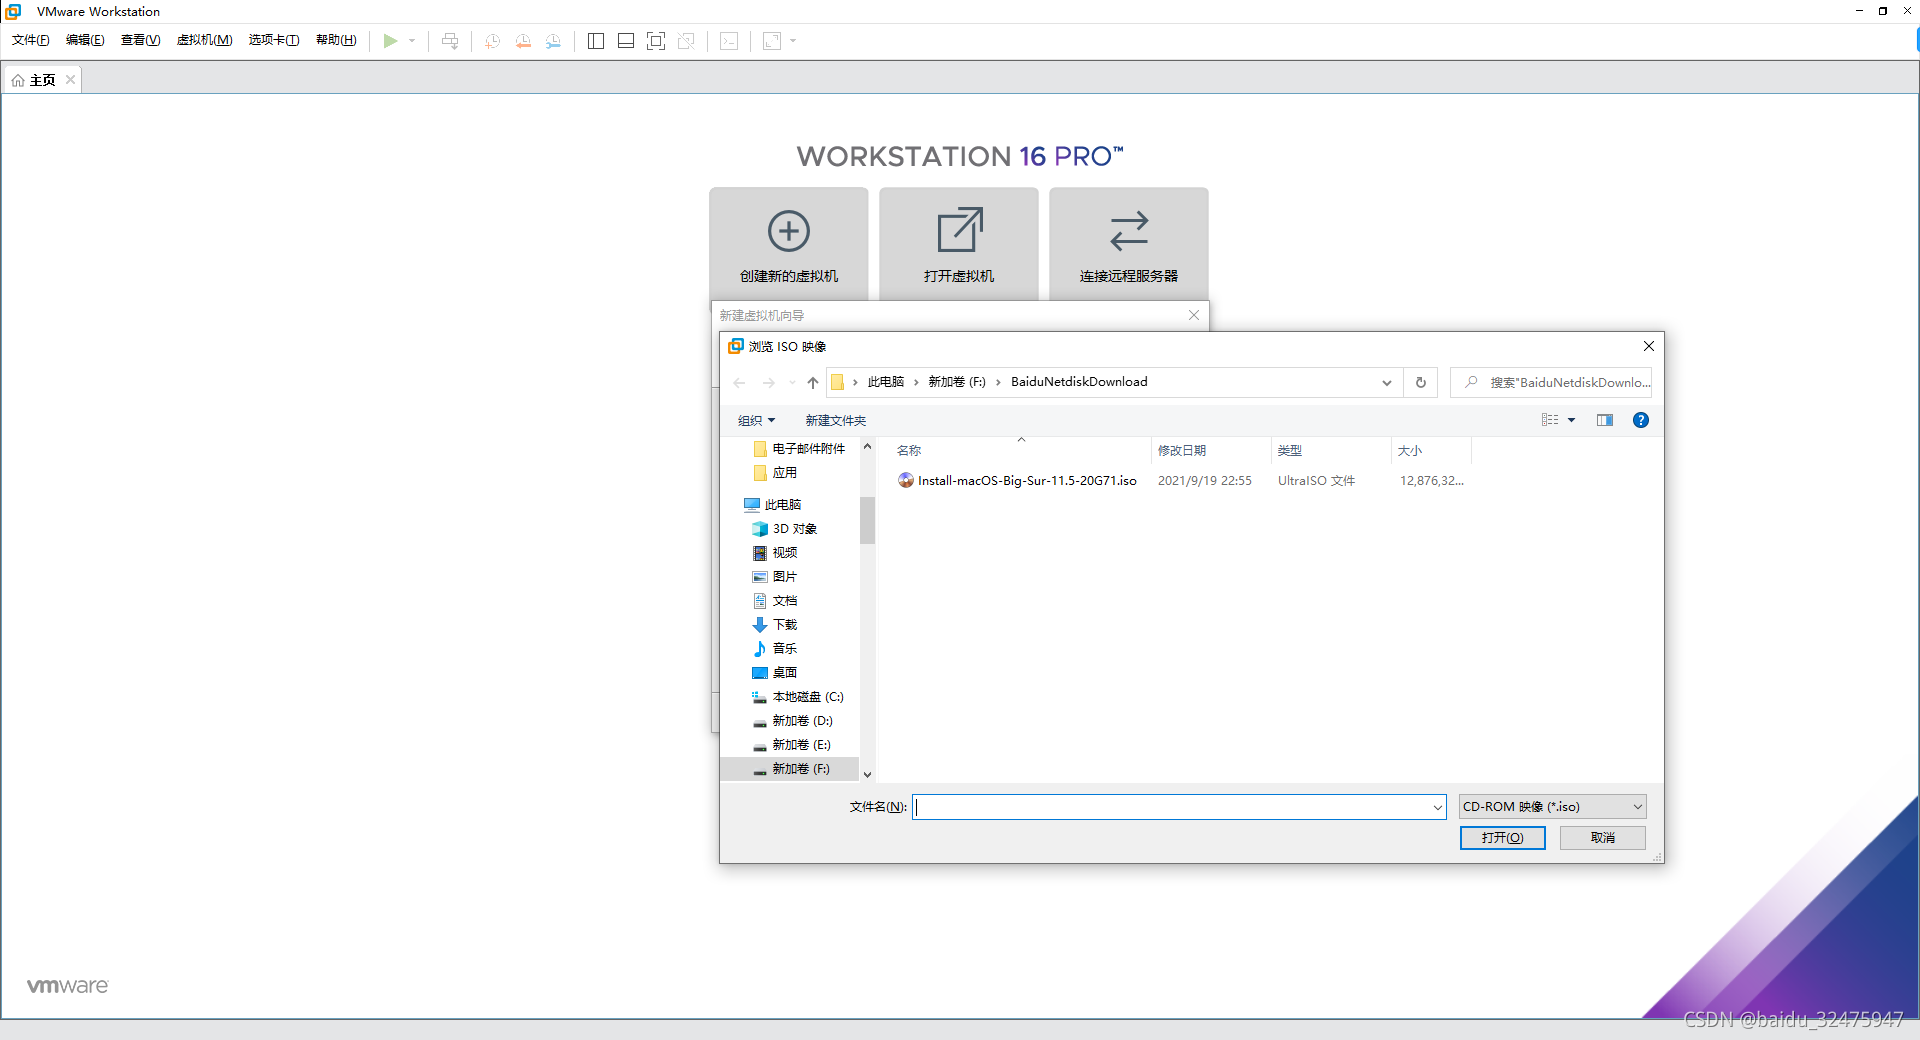 VMware Workstation
文件(F) 编辑(E) 查看(V) 虚拟机(M) 选项卡(T) 帮助(H)
主页
WORKSTATION 16 PRO™
创建新的虚拟机 打开虚拟机 连接远程服务器
新建虚拟机向导
浏览 ISO 映像
此电脑 › 新加卷 (F:) › BaiduNetdiskDownload
搜索"BaiduNetdiskDownlo...
组织 新建文件夹
名称 修改日期 类型 大小
Install-macOS-Big-Sur-11.5-20G71.iso 2021/9/19 22:55 UltraISO 文件 12,876,32...
电子邮件附件
应用
此电脑
3D 对象
视频
图片
文档
下载
音乐
桌面
本地磁盘 (C:)
新加卷 (D:)
新加卷 (E:)
新加卷 (F:)
文件名(N):
CD-ROM 映像 (*.iso)
打开(O) 取消
vmware
CSDN @baidu_32475947